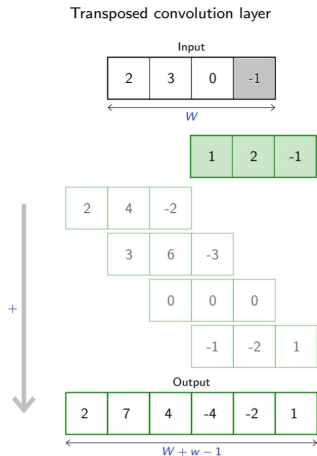 Transposed convolution layer
Input
2 3 0 -1
W
1 2 -1
2 4 -2
3 6 -3
0 0 0
-1 -2 1
+
Output
2 7 4 -4 -2 1
W + w − 1